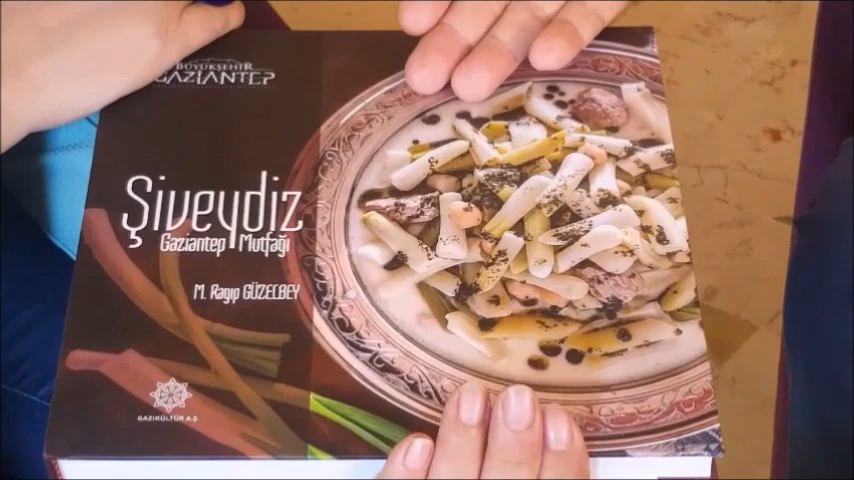 BÜYÜKŞEHİR
GAZİANTEP
Şiveydiz
Gaziantep Mutfağı
M. Ragıp GÜZELBEY
GAZİKÜLTÜR A.Ş.